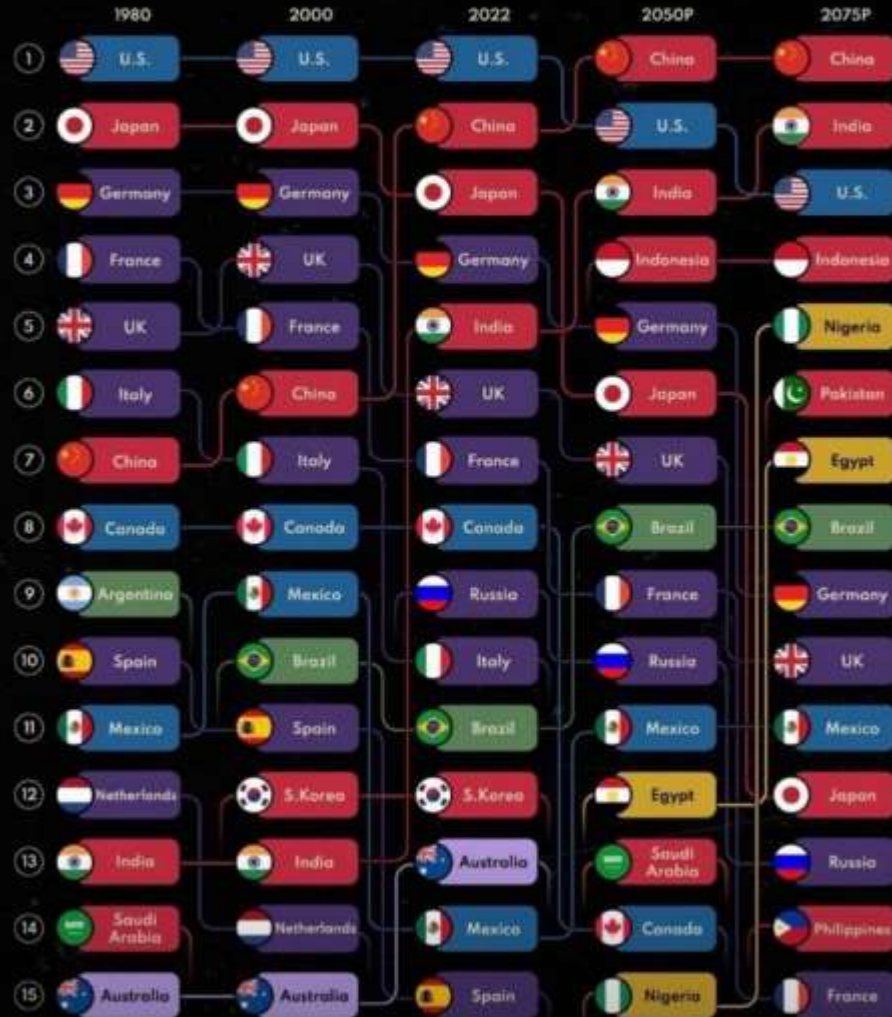 1980 2000 2022 2050P 2075P
1 U.S. U.S. U.S. China China
2 Japan Japan China U.S. India
3 Germany Germany Japan India U.S.
4 France UK Germany Indonesia Indonesia
5 UK France India Germany Nigeria
6 Italy China UK Japan Pakistan
7 China Italy France UK Egypt
8 Canada Canada Canada Brazil Brazil
9 Argentina Mexico Russia France Germany
10 Spain Brazil Italy Russia UK
11 Mexico Spain Brazil Mexico Mexico
12 Netherlands S.Korea S.Korea Egypt Japan
13 India India Australia Saudi Arabia Russia
14 Saudi Arabia Netherlands Mexico Canada Philippines
15 Australia Australia Spain Nigeria France